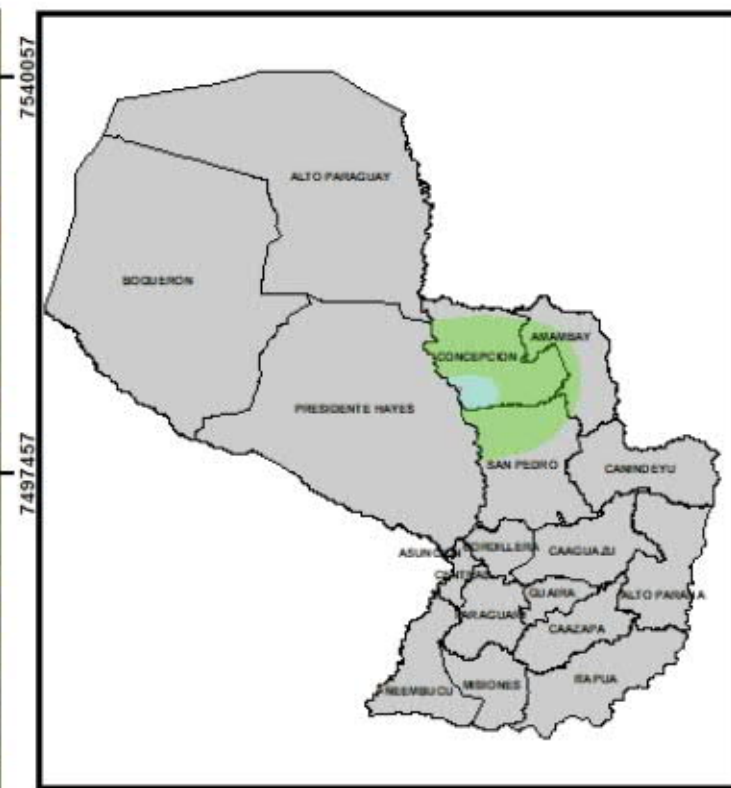 7540057
ALTO PARAGUAY
BOQUERON
AMAMBAY
CONCEPCION
PRESIDENTE HAYES
7497457
SAN PEDRO
CANINDEYU
CORDILLERA
CAAGUAZU
GUAIRA
ALTO PARANA
PARAGUARI
CAAZAPA
ÑEEMBUCU
MISIONES
ITAPUA